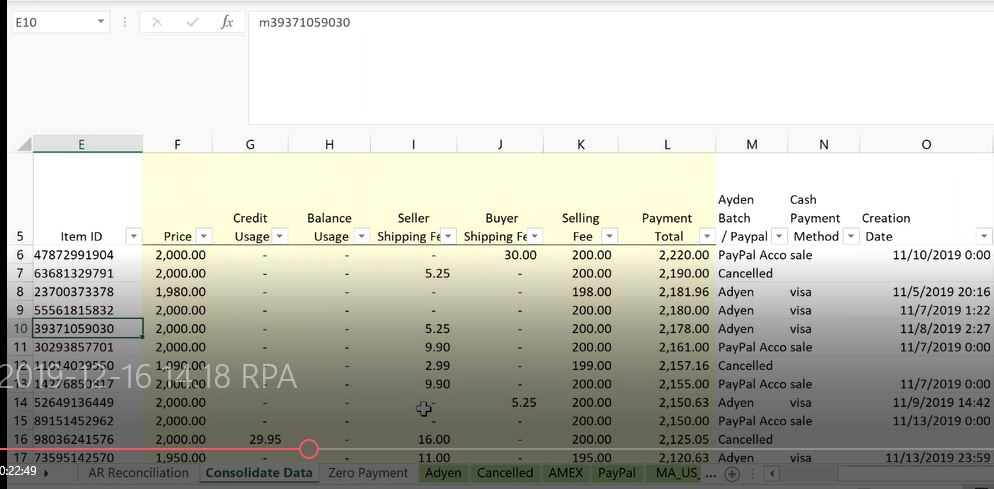 E10 fx m39371059030
E F G H I J K L M N O
Ayden Cash
Credit Balance Seller Buyer Selling Payment Batch Payment Creation
5 Item ID Price Usage Usage Shipping Fe Shipping Fe Fee Total / Paypal Method Date
6 47872991904 2,000.00 - - - 30.00 200.00 2,220.00 PayPal Acco sale 11/10/2019 0:00
7 63681329791 2,000.00 - - 5.25 - 200.00 2,190.00 Cancelled
8 23700373378 1,980.00 - - - - 198.00 2,181.96 Adyen visa 11/5/2019 20:16
9 55561815832 2,000.00 - - - - 200.00 2,180.00 Adyen visa 11/7/2019 1:22
10 39371059030 2,000.00 - - 5.25 - 200.00 2,178.00 Adyen visa 11/8/2019 2:27
11 30293857701 2,000.00 - - 9.90 - 200.00 2,161.00 PayPal Acco sale 11/7/2019 0:00
12 1,990.00 - - 2.99 - 199.00 2,157.16 Cancelled
13 2,000.00 - - 9.90 - 200.00 2,155.00 PayPal Acco sale 11/7/2019 0:00
2019-12-16 14:18 RPA
14 52649136449 2,000.00 - - - 5.25 200.00 2,150.63 Adyen visa 11/9/2019 14:42
15 89151452962 2,000.00 - - - - 200.00 2,150.00 PayPal Acco sale 11/13/2019 0:00
16 98036241576 2,000.00 29.95 - 16.00 - 200.00 2,125.05 Cancelled
17 73595142570 1,950.00 - - 11.00 - 195.00 2,120.63 Adyen visa 11/13/2019 23:59
0:22:49 AR Reconciliation Consolidate Data Zero Payment Adyen Cancelled AMEX PayPal MA_US ...